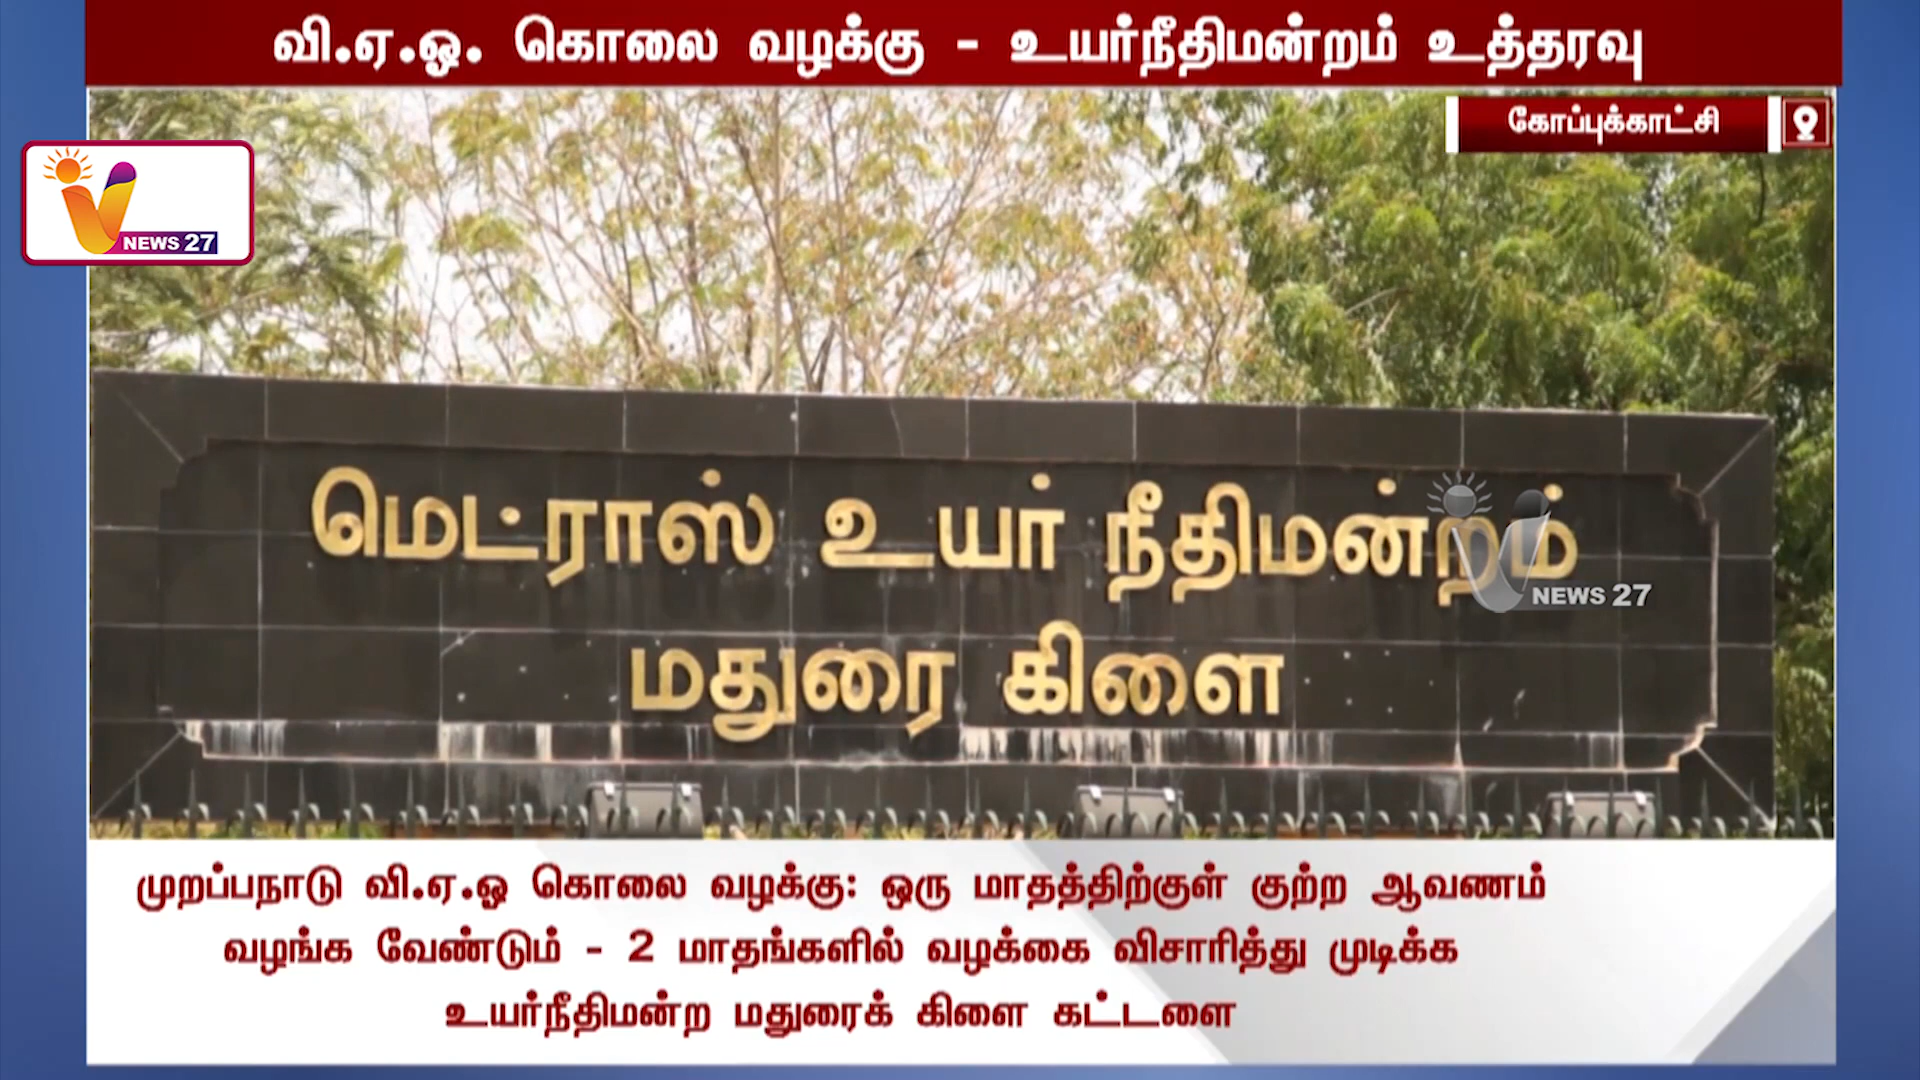 வி.ஏ.ஓ. கொலை வழக்கு - உயர்நீதிமன்றம் உத்தரவு
கோப்புக்காட்சி
NEWS 27
மெட்ராஸ் உயர் நீதிமன்றம்
NEWS 27
மதுரை கிளை
முறப்பநாடு வி.ஏ.ஓ கொலை வழக்கு: ஒரு மாதத்திற்குள் குற்ற ஆவணம்
வழங்க வேண்டும் - 2 மாதங்களில் வழக்கை விசாரித்து முடிக்க
உயர்நீதிமன்ற மதுரைக் கிளை கட்டளை